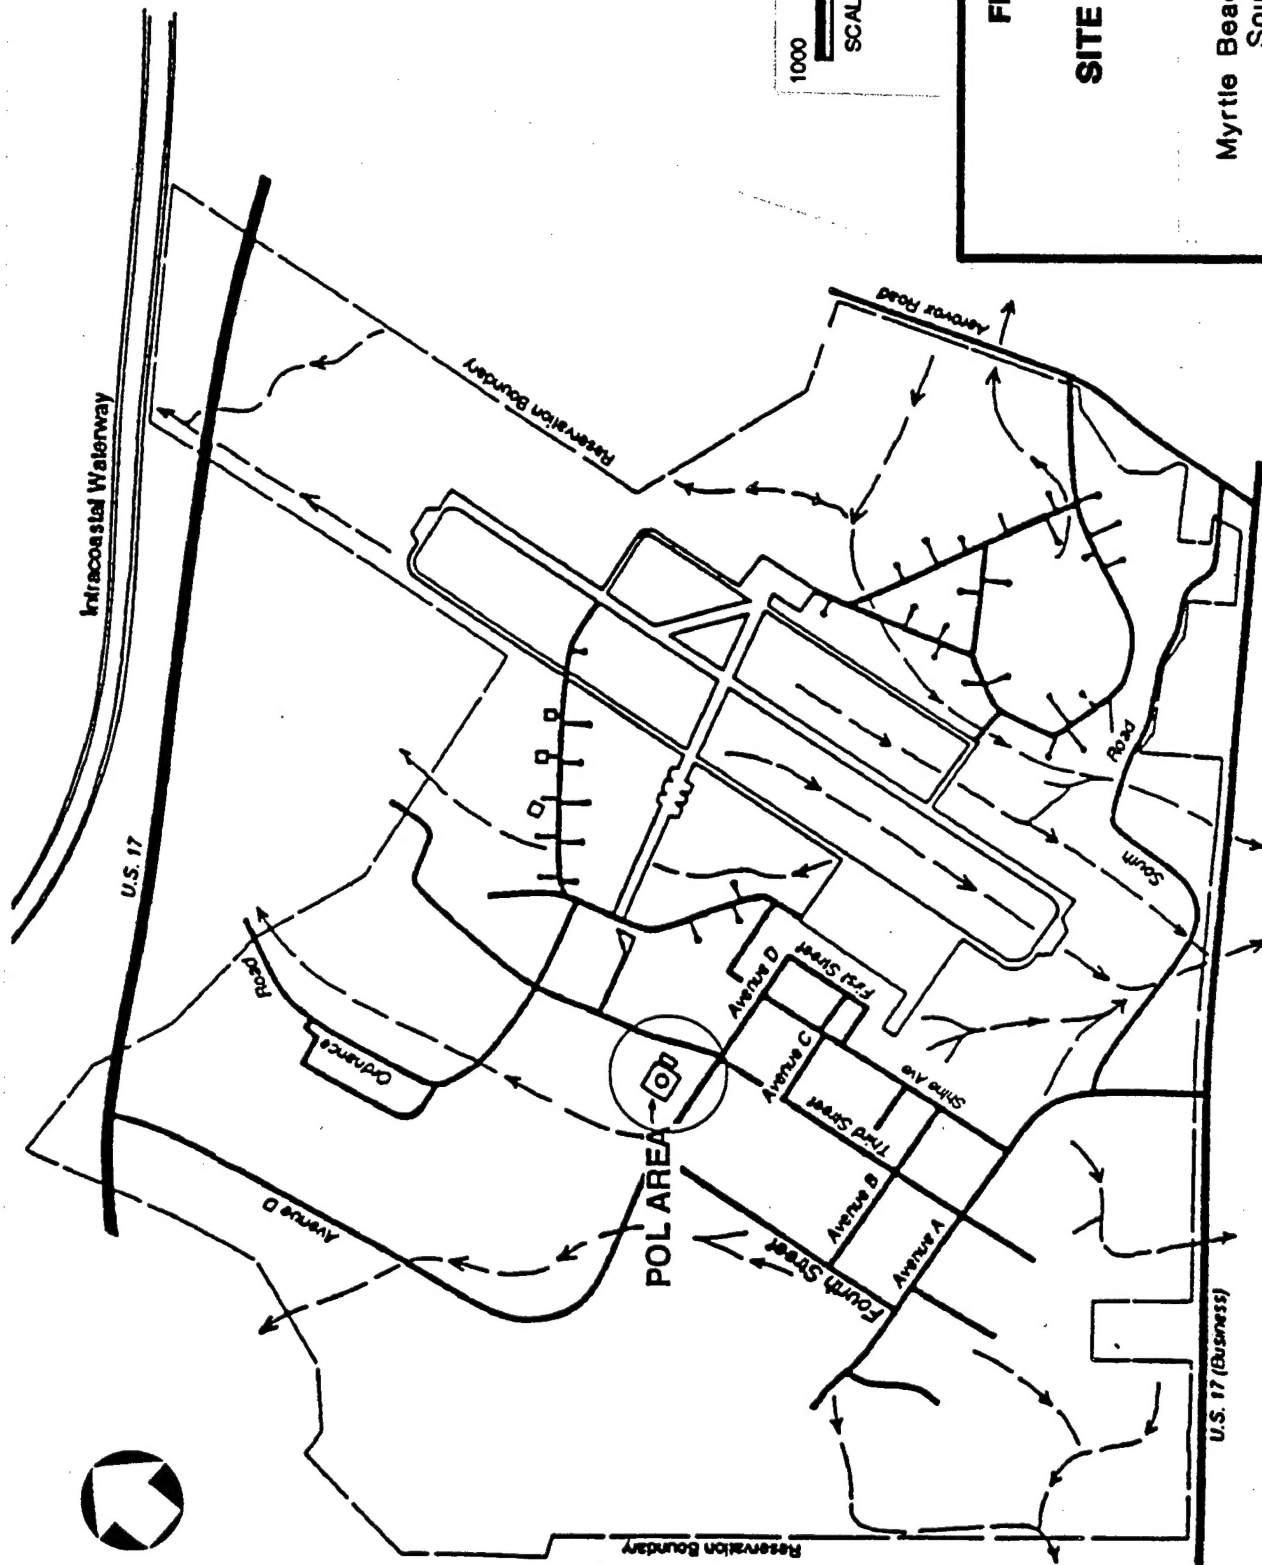 Intracoastal Waterway
U.S. 17
Reservation Boundary
Aerovox Road
Road
Ordnance
Avenue D
POL AREA
Avenue D
First Street
Avenue C
Third Street
Shine Ave
Avenue B
Avenue A
Fourth Street
South
Road
U.S. 17 (Business)
Reservation Boundary
1000
SCAL
FI
SITE
Myrtle Beac
Sou